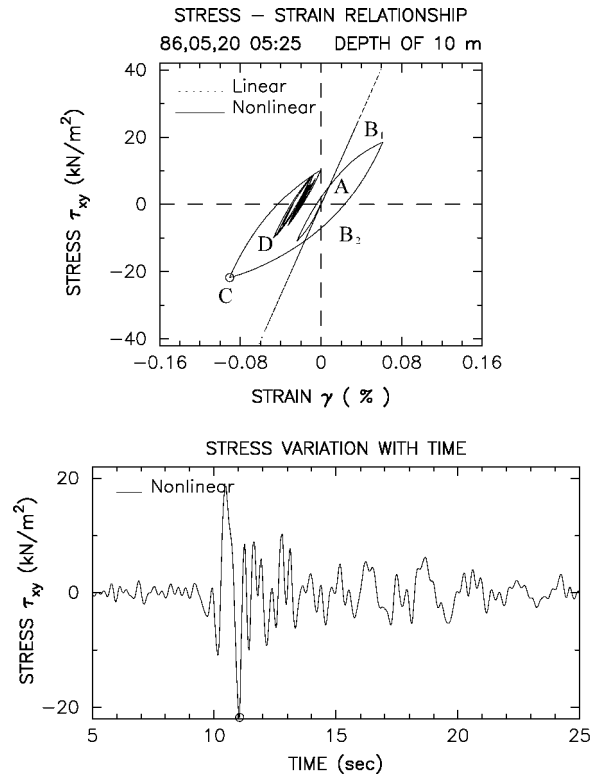 STRESS – STRAIN RELATIONSHIP
86,05,20 05:25 DEPTH OF 10 m
Linear
Nonlinear
STRESS τxy (kN/m²)
40
20
0
−20
−40
B1
A
B2
D
C
−0.16 −0.08 0 0.08 0.16
STRAIN γ ( % )
STRESS VARIATION WITH TIME
Nonlinear
STRESS τxy (kN/m²)
20
0
−20
5 10 15 20 25
TIME (sec)